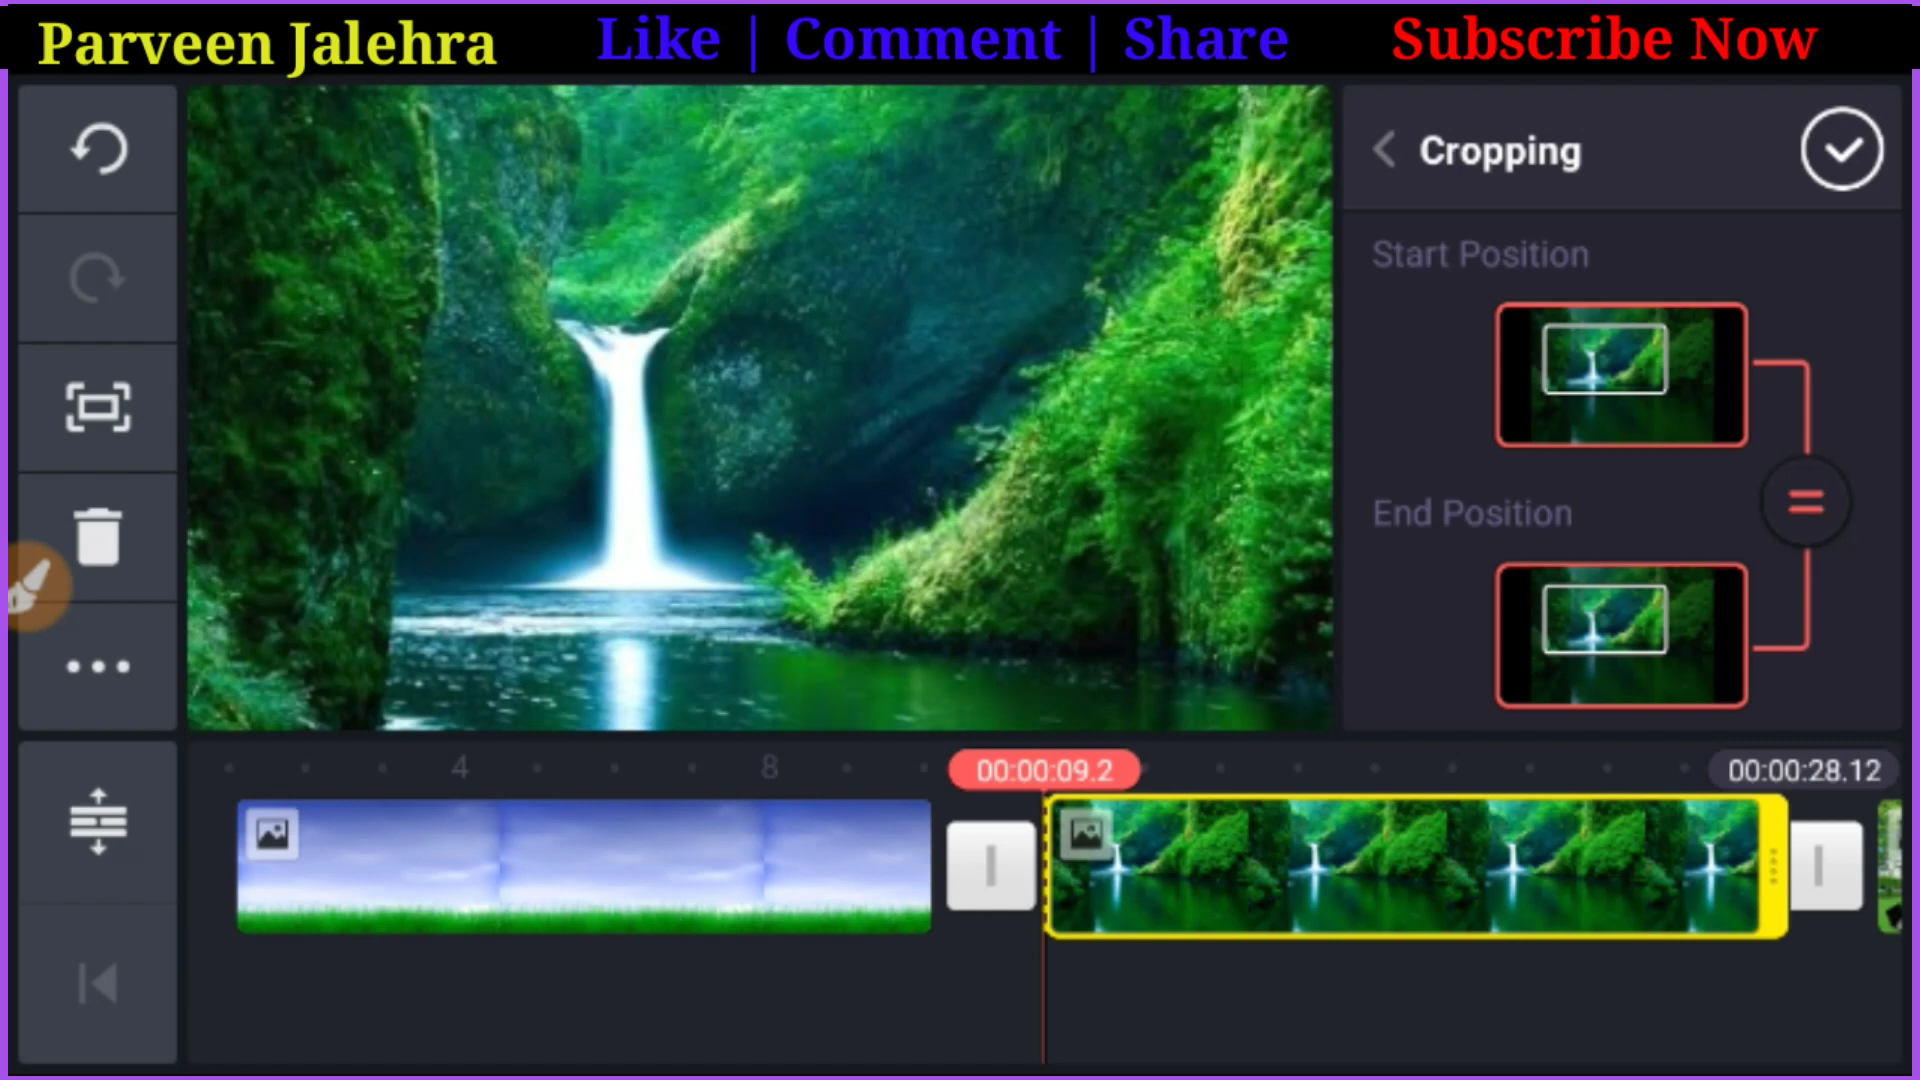 Parveen Jalehra Like | Comment | Share Subscribe Now
Cropping
Start Position
End Position
4 8 00:00:09.2 00:00:28.12